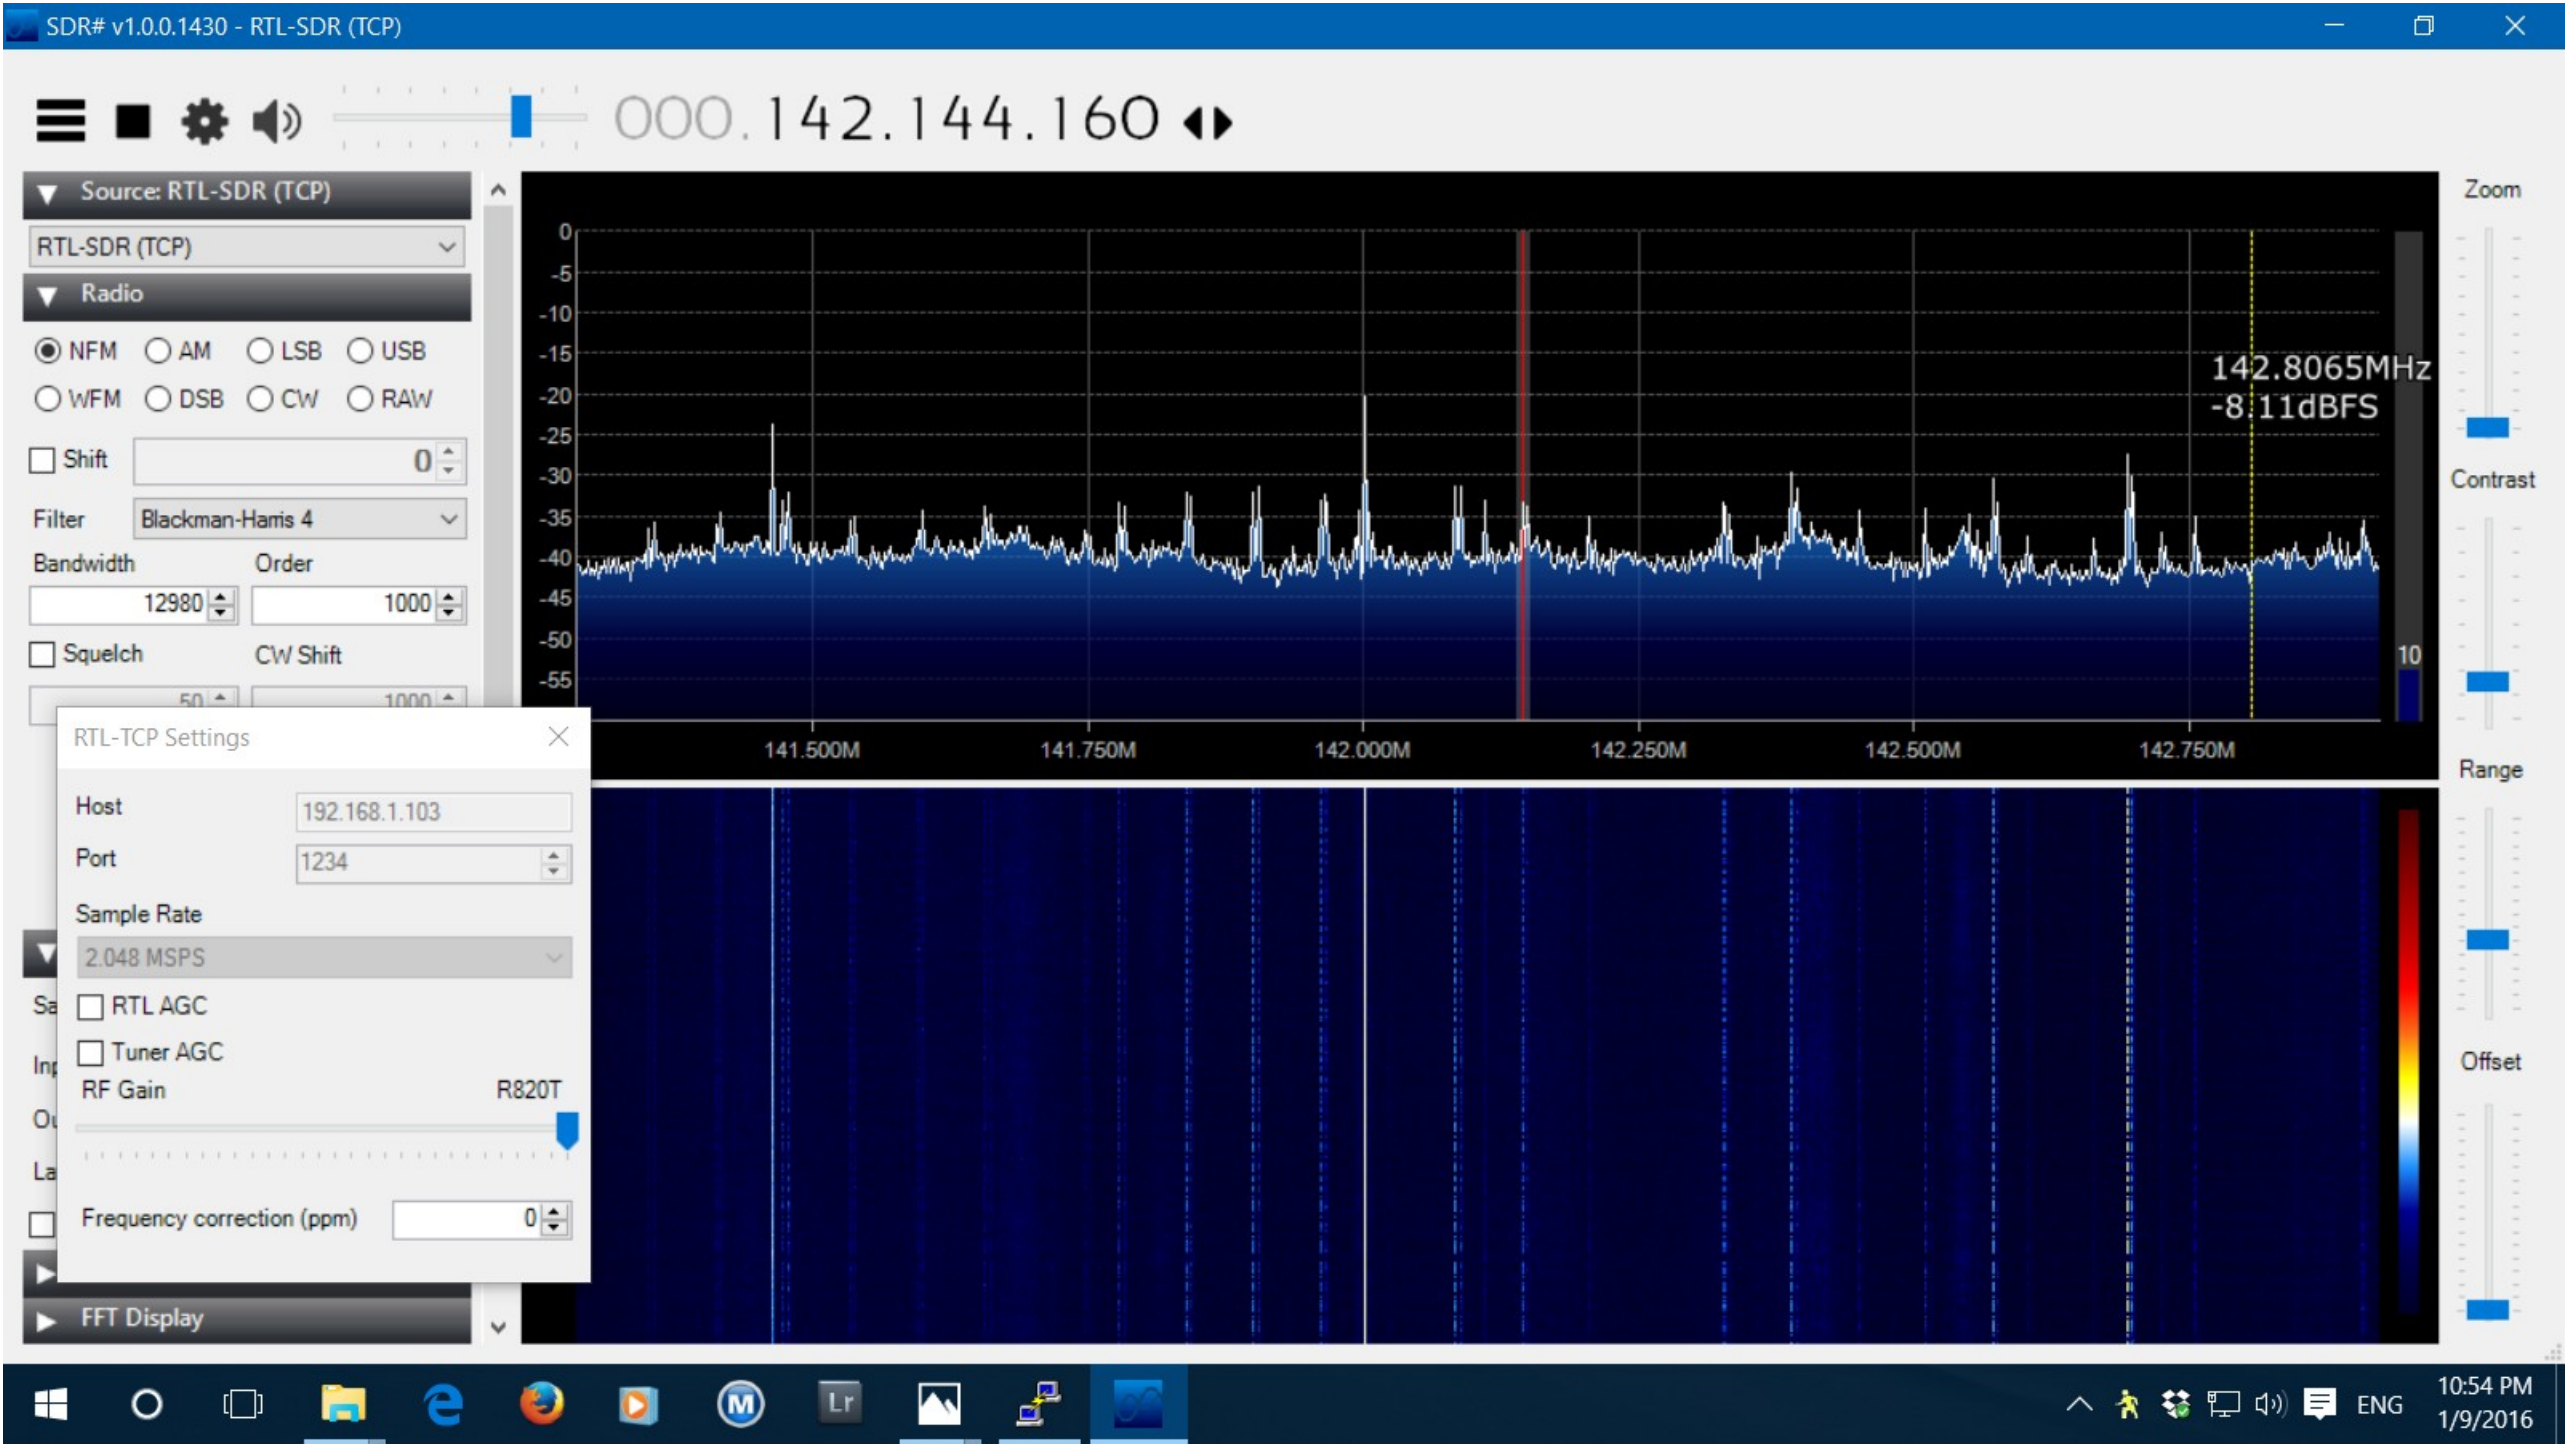 SDR# v1.0.0.1430 - RTL-SDR (TCP)
000.142.144.160
Source: RTL-SDR (TCP)
RTL-SDR (TCP)
Radio
NFM AM LSB USB
WFM DSB CW RAW
Shift 0
Filter Blackman-Harris 4
Bandwidth Order
12980 1000
Squelch CW Shift
50 1000
RTL-TCP Settings
Host 192.168.1.103
Port 1234
Sample Rate
2.048 MSPS
RTL AGC
Tuner AGC
RF Gain R820T
Frequency correction (ppm) 0
Sa
Inp
Ou
La
FFT Display
0
-5
-10
-15
-20
-25
-30
-35
-40
-45
-50
-55
142.8065MHz
-8.11dBFS
10
141.500M 141.750M 142.000M 142.250M 142.500M 142.750M
Zoom
Contrast
Range
Offset
Lr
ENG
10:54 PM
1/9/2016